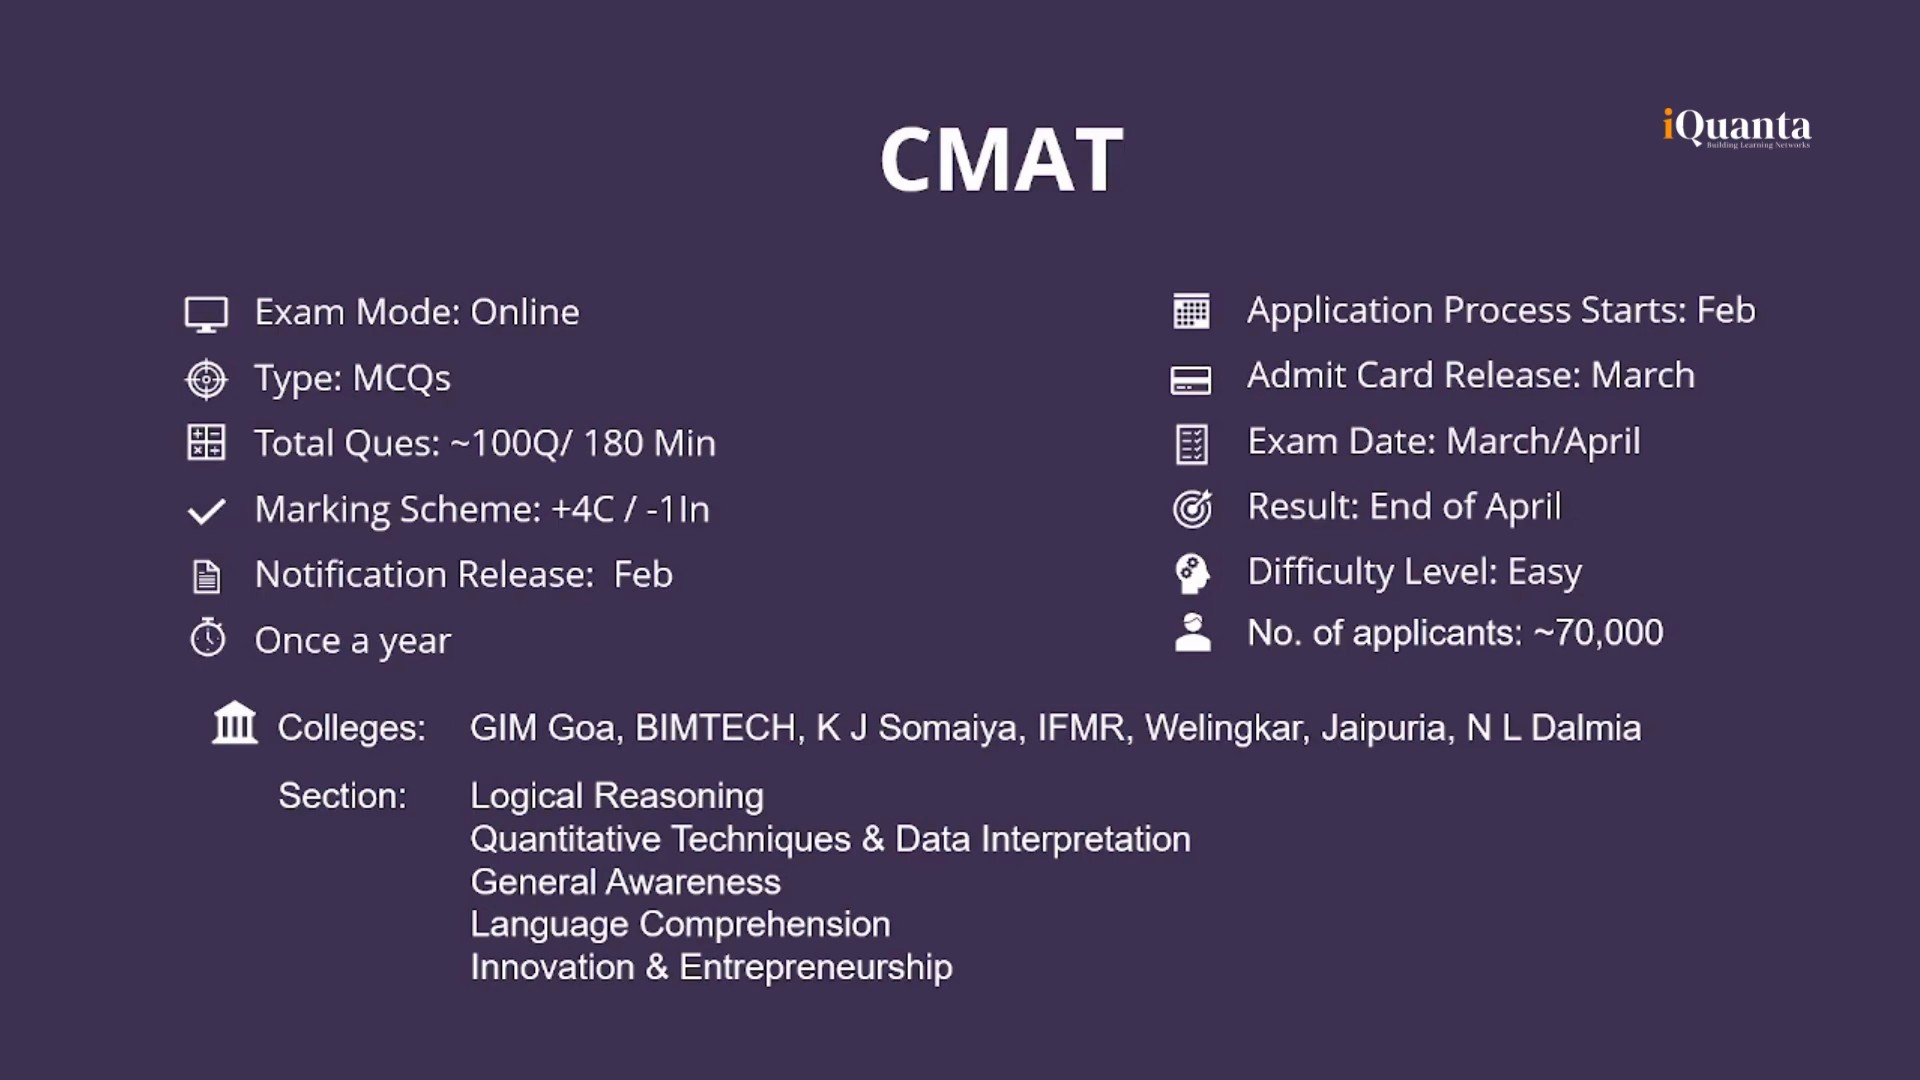 CMAT
iQuanta
Building Learning Networks
Exam Mode: Online
Type: MCQs
Total Ques: ~100Q/ 180 Min
Marking Scheme: +4C / -1In
Notification Release:  Feb
Once a year
Application Process Starts: Feb
Admit Card Release: March
Exam Date: March/April
Result: End of April
Difficulty Level: Easy
No. of applicants: ~70,000
Colleges: GIM Goa, BIMTECH, K J Somaiya, IFMR, Welingkar, Jaipuria, N L Dalmia
Section: Logical Reasoning
Quantitative Techniques & Data Interpretation
General Awareness
Language Comprehension
Innovation & Entrepreneurship